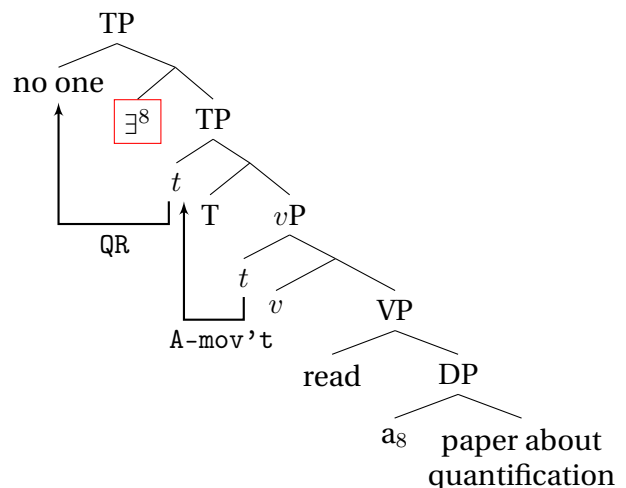 TP
no one
∃⁸
TP
t
T
vP
QR
t
v
VP
A-mov't
read
DP
a₈
paper about
quantification